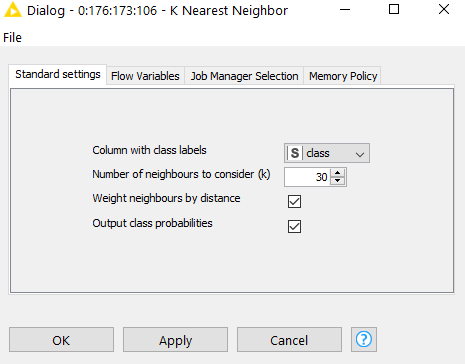 Dialog - 0:176:173:106 - K Nearest Neighbor
File
Standard settings Flow Variables Job Manager Selection Memory Policy
Column with class labels S class
Number of neighbours to consider (k) 30
Weight neighbours by distance
Output class probabilities
OK Apply Cancel ?